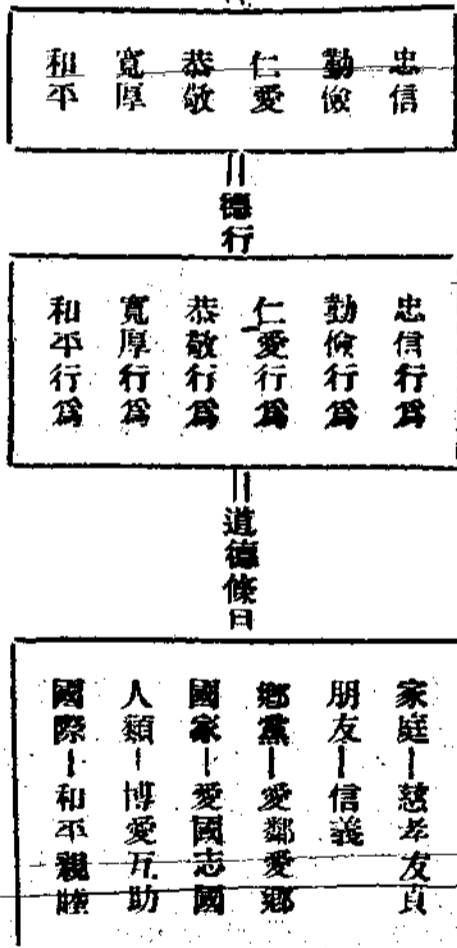 忠信
勤儉
仁愛
恭敬
寬厚
和平
德行
忠信行爲
勤儉行爲
仁愛行爲
恭敬行爲
寬厚行爲
和平行爲
道德條目
家庭－慈孝友貞
朋友－信義
鄉黨－愛鄰愛鄉
國家－愛國志國
人類－博愛互助
國際－和平親睦